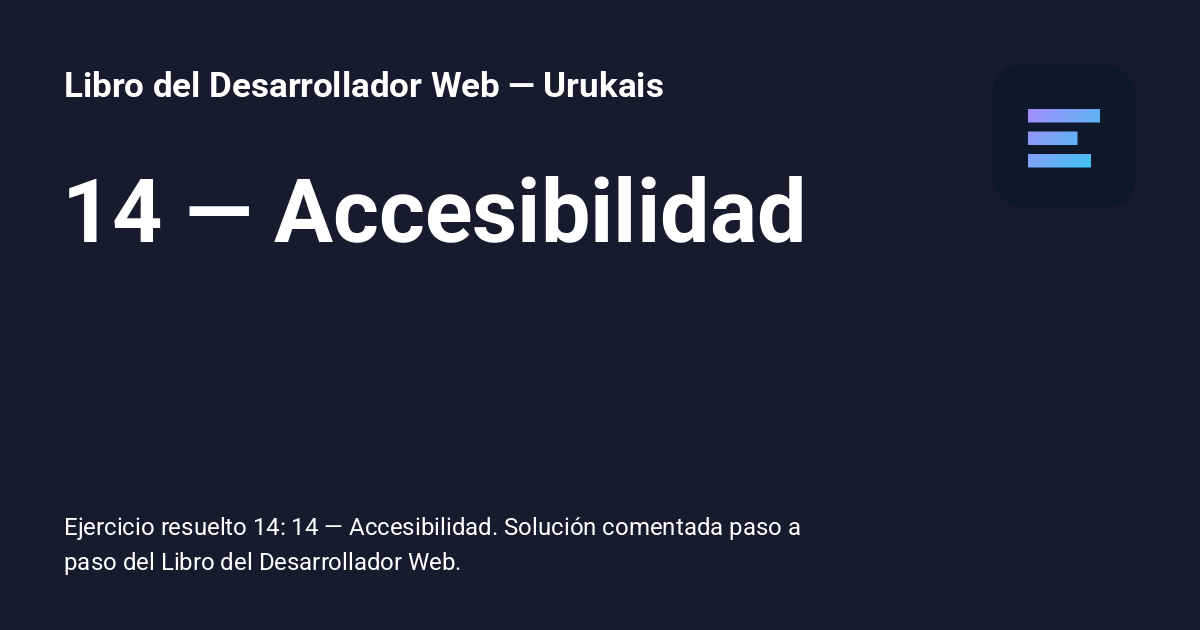 Libro del Desarrollador Web — Urukais
14 — Accesibilidad
Ejercicio resuelto 14: 14 — Accesibilidad. Solución comentada paso a
paso del Libro del Desarrollador Web.